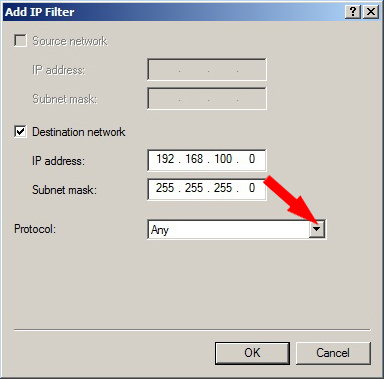 Add IP Filter
Source network
IP address: . . .
Subnet mask: . . .
Destination network
IP address: 192 . 168 . 100 . 0
Subnet mask: 255 . 255 . 255 . 0
Protocol: Any
OK Cancel